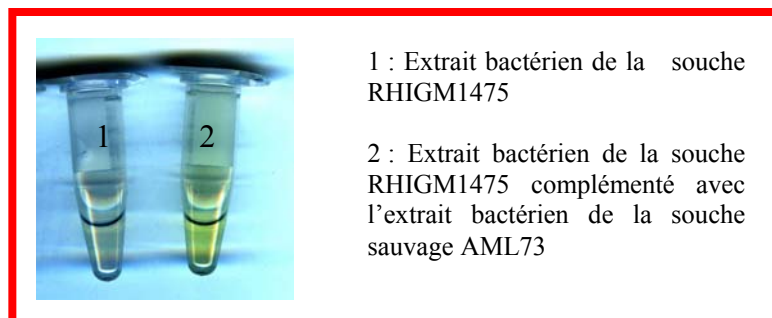 1 2
1 : Extrait bactérien de la souche
RHIGM1475
2 : Extrait bactérien de la souche
RHIGM1475 complémenté avec
l'extrait bactérien de la souche
sauvage AML73